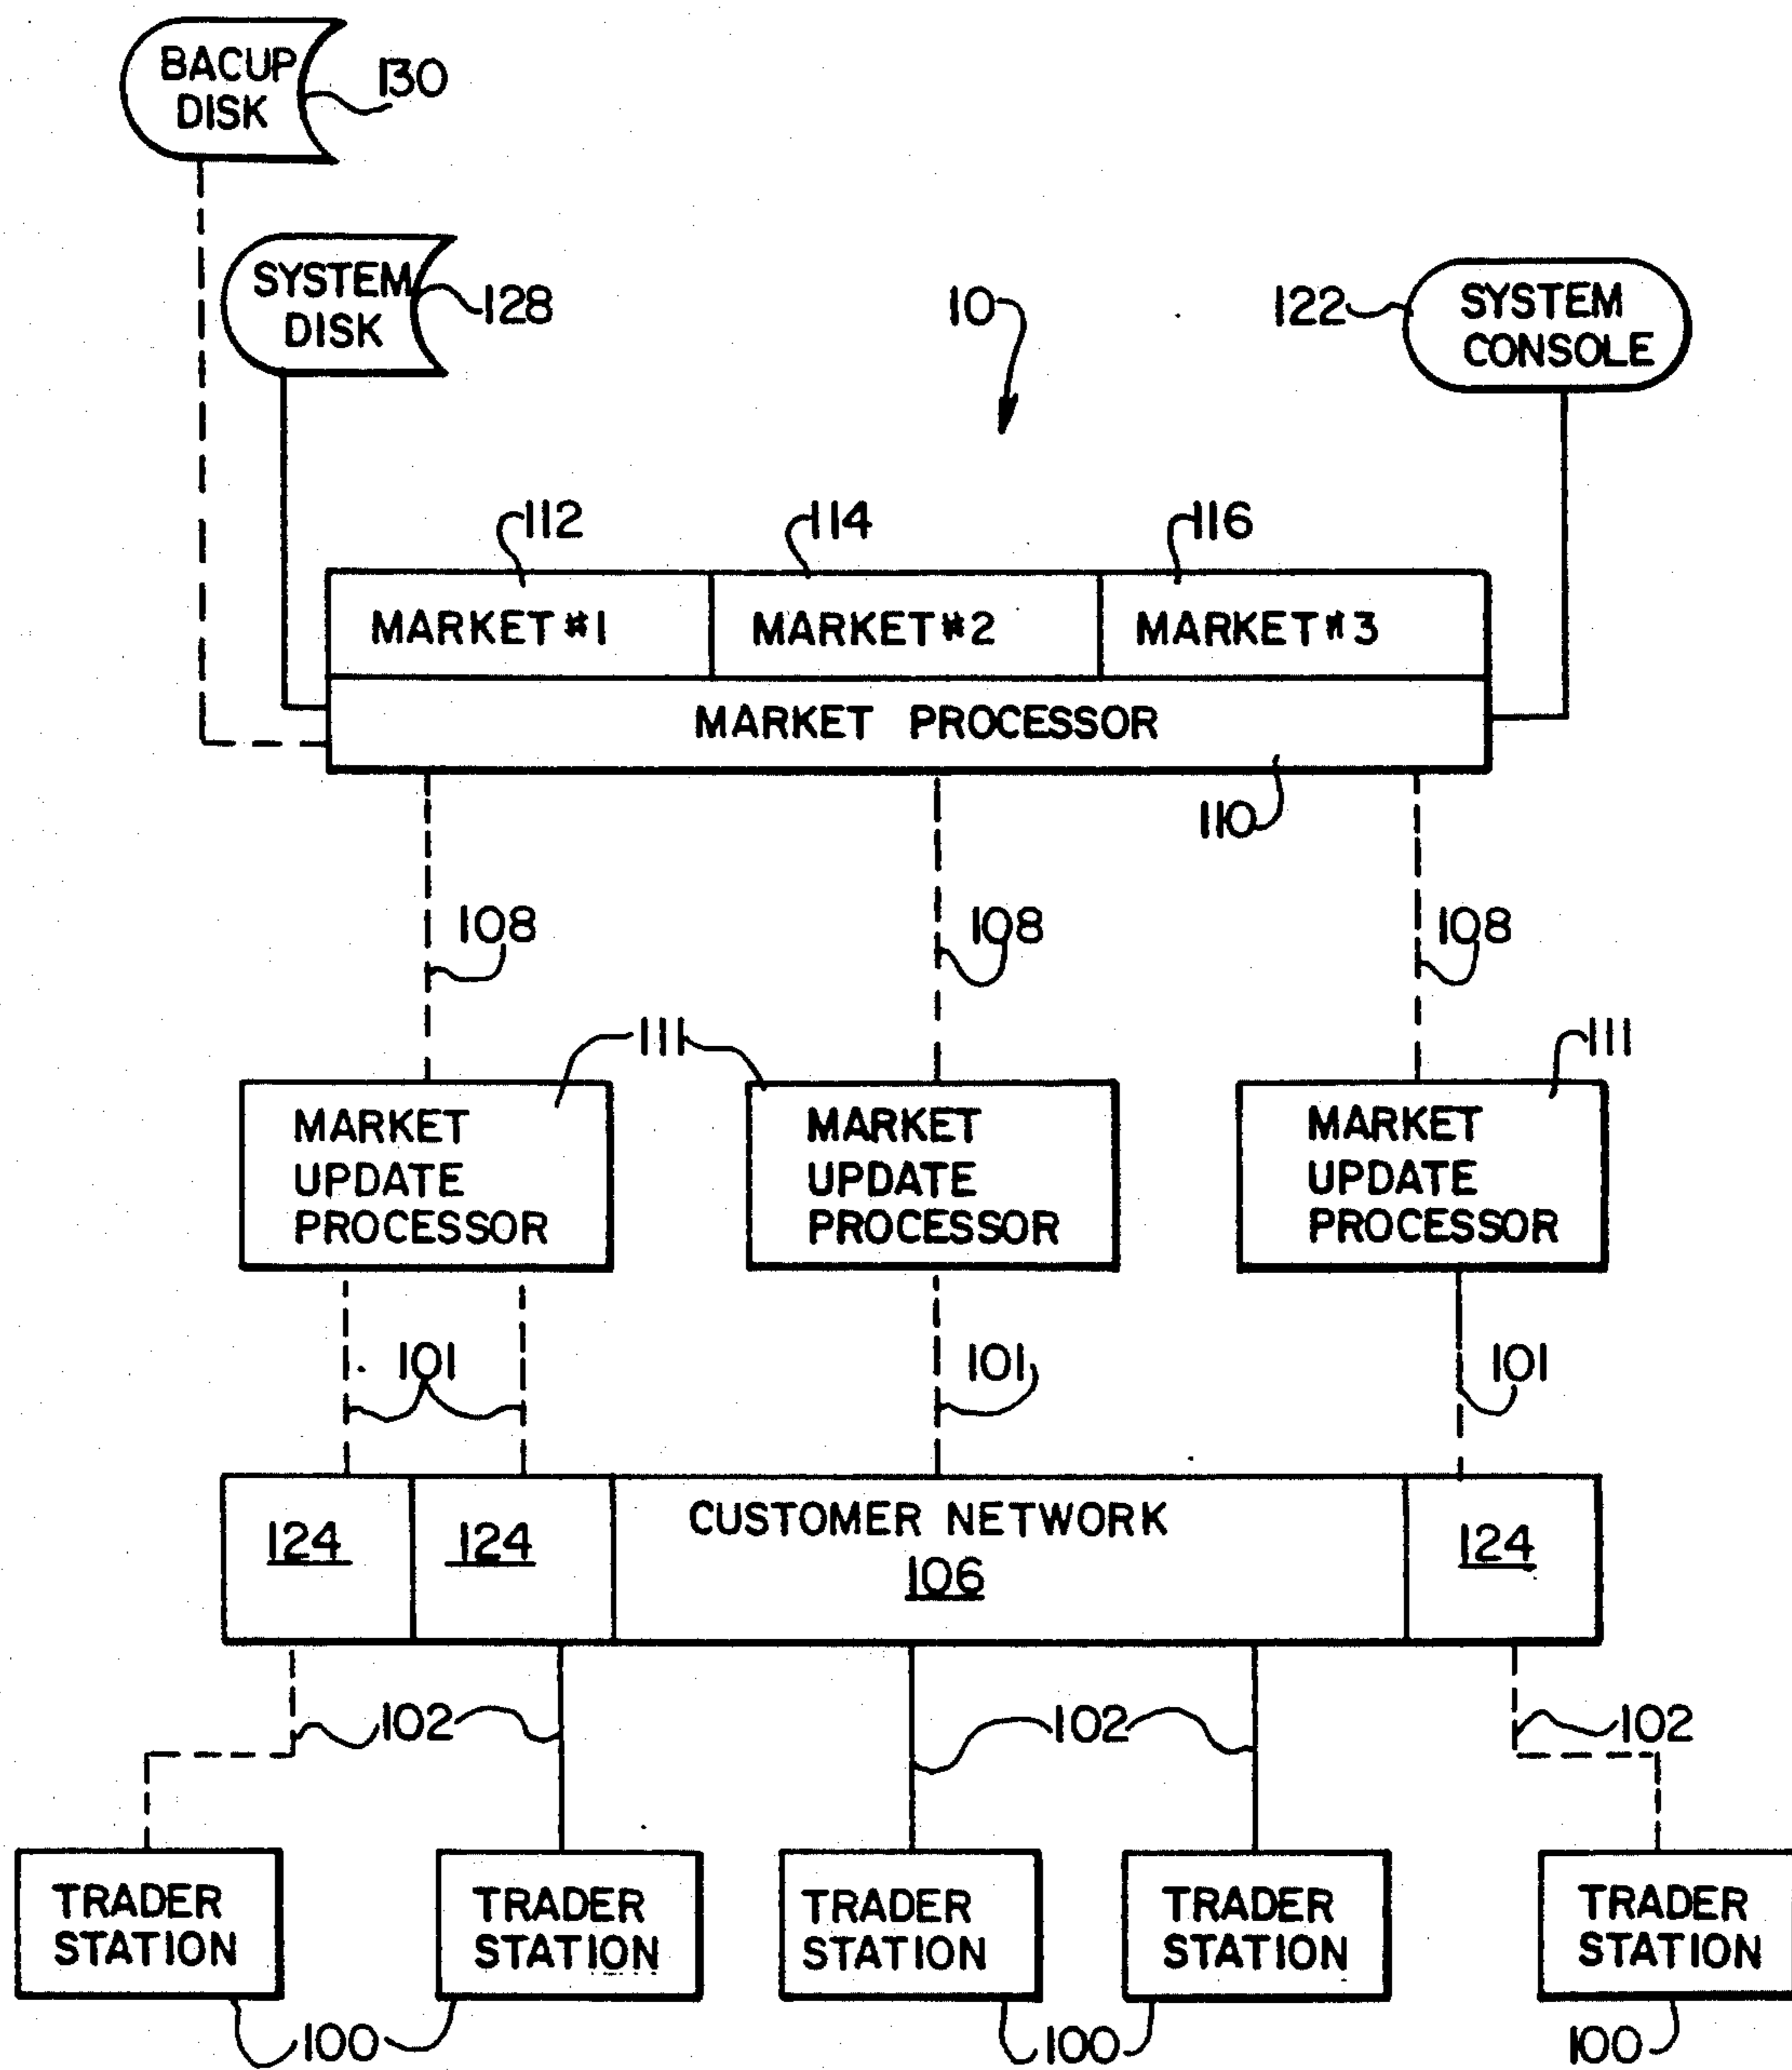 BACUP
DISK
130
SYSTEM
DISK
128
10
122
SYSTEM
CONSOLE
112
114
116
MARKET #1
MARKET #2
MARKET #3
MARKET PROCESSOR
110
108
108
108
111
111
MARKET
UPDATE
PROCESSOR
MARKET
UPDATE
PROCESSOR
MARKET
UPDATE
PROCESSOR
101
101
101
124
124
CUSTOMER NETWORK
106
124
102
102
102
TRADER
STATION
TRADER
STATION
TRADER
STATION
TRADER
STATION
TRADER
STATION
100
100
100